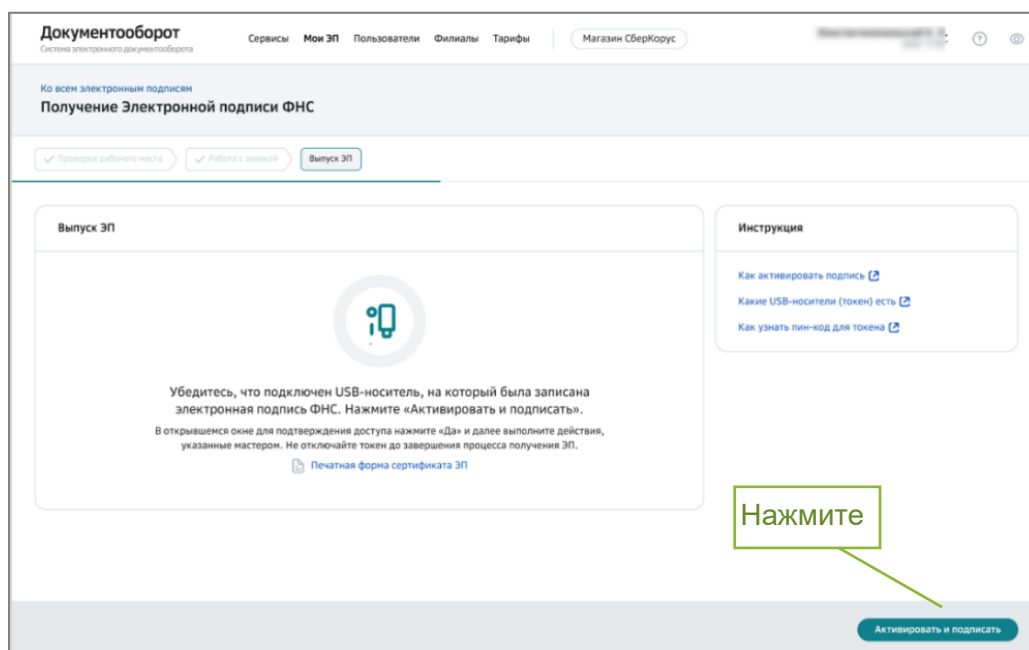 Документооборот
Система электронного документооборота
Сервисы Мои ЭП Пользователи Филиалы Тарифы Магазин СберКорус
Ко всем электронным подписям
Получение Электронной подписи ФНС
Проверка рабочего места Работа с заявкой Выпуск ЭП
Выпуск ЭП
Убедитесь, что подключен USB-носитель, на который была записана
электронная подпись ФНС. Нажмите «Активировать и подписать».
В открывшемся окне для подтверждения доступа нажмите «Да» и далее выполните действия,
указанные мастером. Не отключайте токен до завершения процесса получения ЭП.
Печатная форма сертификата ЭП
Инструкция
Как активировать подпись
Какие USB-носители (токен) есть
Как узнать пин-код для токена
Нажмите
Активировать и подписать